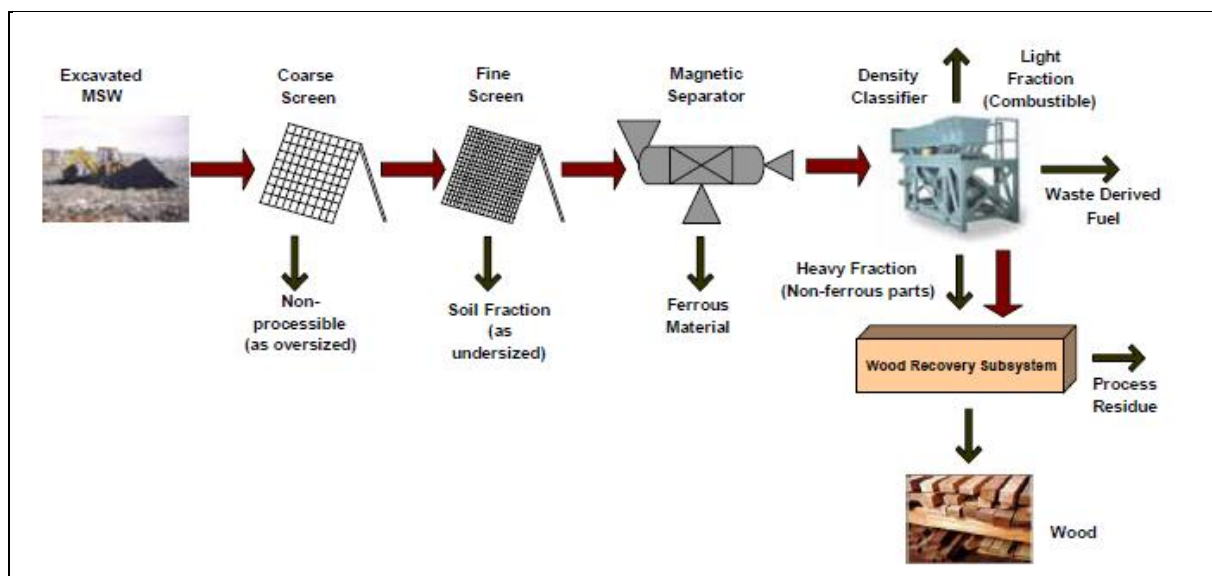 Excavated
MSW
Coarse
Screen
Fine
Screen
Magnetic
Separator
Density
Classifier
Light
Fraction
(Combustible)
Waste Derived
Fuel
Non-
processible
(as oversized)
Soil Fraction
(as
undersized)
Ferrous
Material
Heavy Fraction
(Non-ferrous parts)
Wood Recovery Subsystem
Process
Residue
Wood